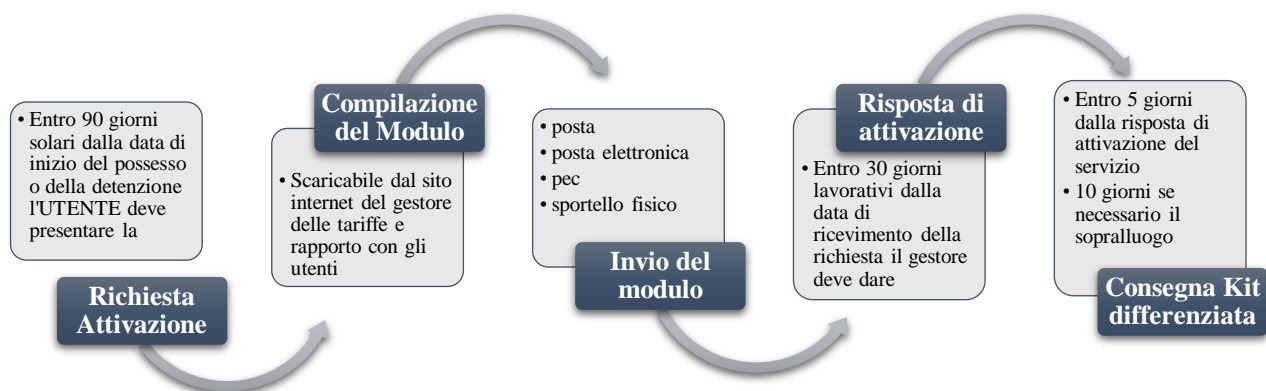 • Entro 90 giorni
solari dalla data di
inizio del possesso
o della detenzione
l'UTENTE deve
presentare la
Richiesta
Attivazione
Compilazione
del Modulo
• Scaricabile dal sito
internet del gestore
delle tariffe e
rapporto con gli
utenti
• posta
• posta elettronica
• pec
• sportello fisico
Invio del
modulo
Risposta di
attivazione
• Entro 30 giorni
lavorativi dalla
data di
ricevimento della
richiesta il gestore
deve dare
• Entro 5 giorni
dalla risposta di
attivazione del
servizio
• 10 giorni se
necessario il
sopralluogo
Consegna Kit
differenziata